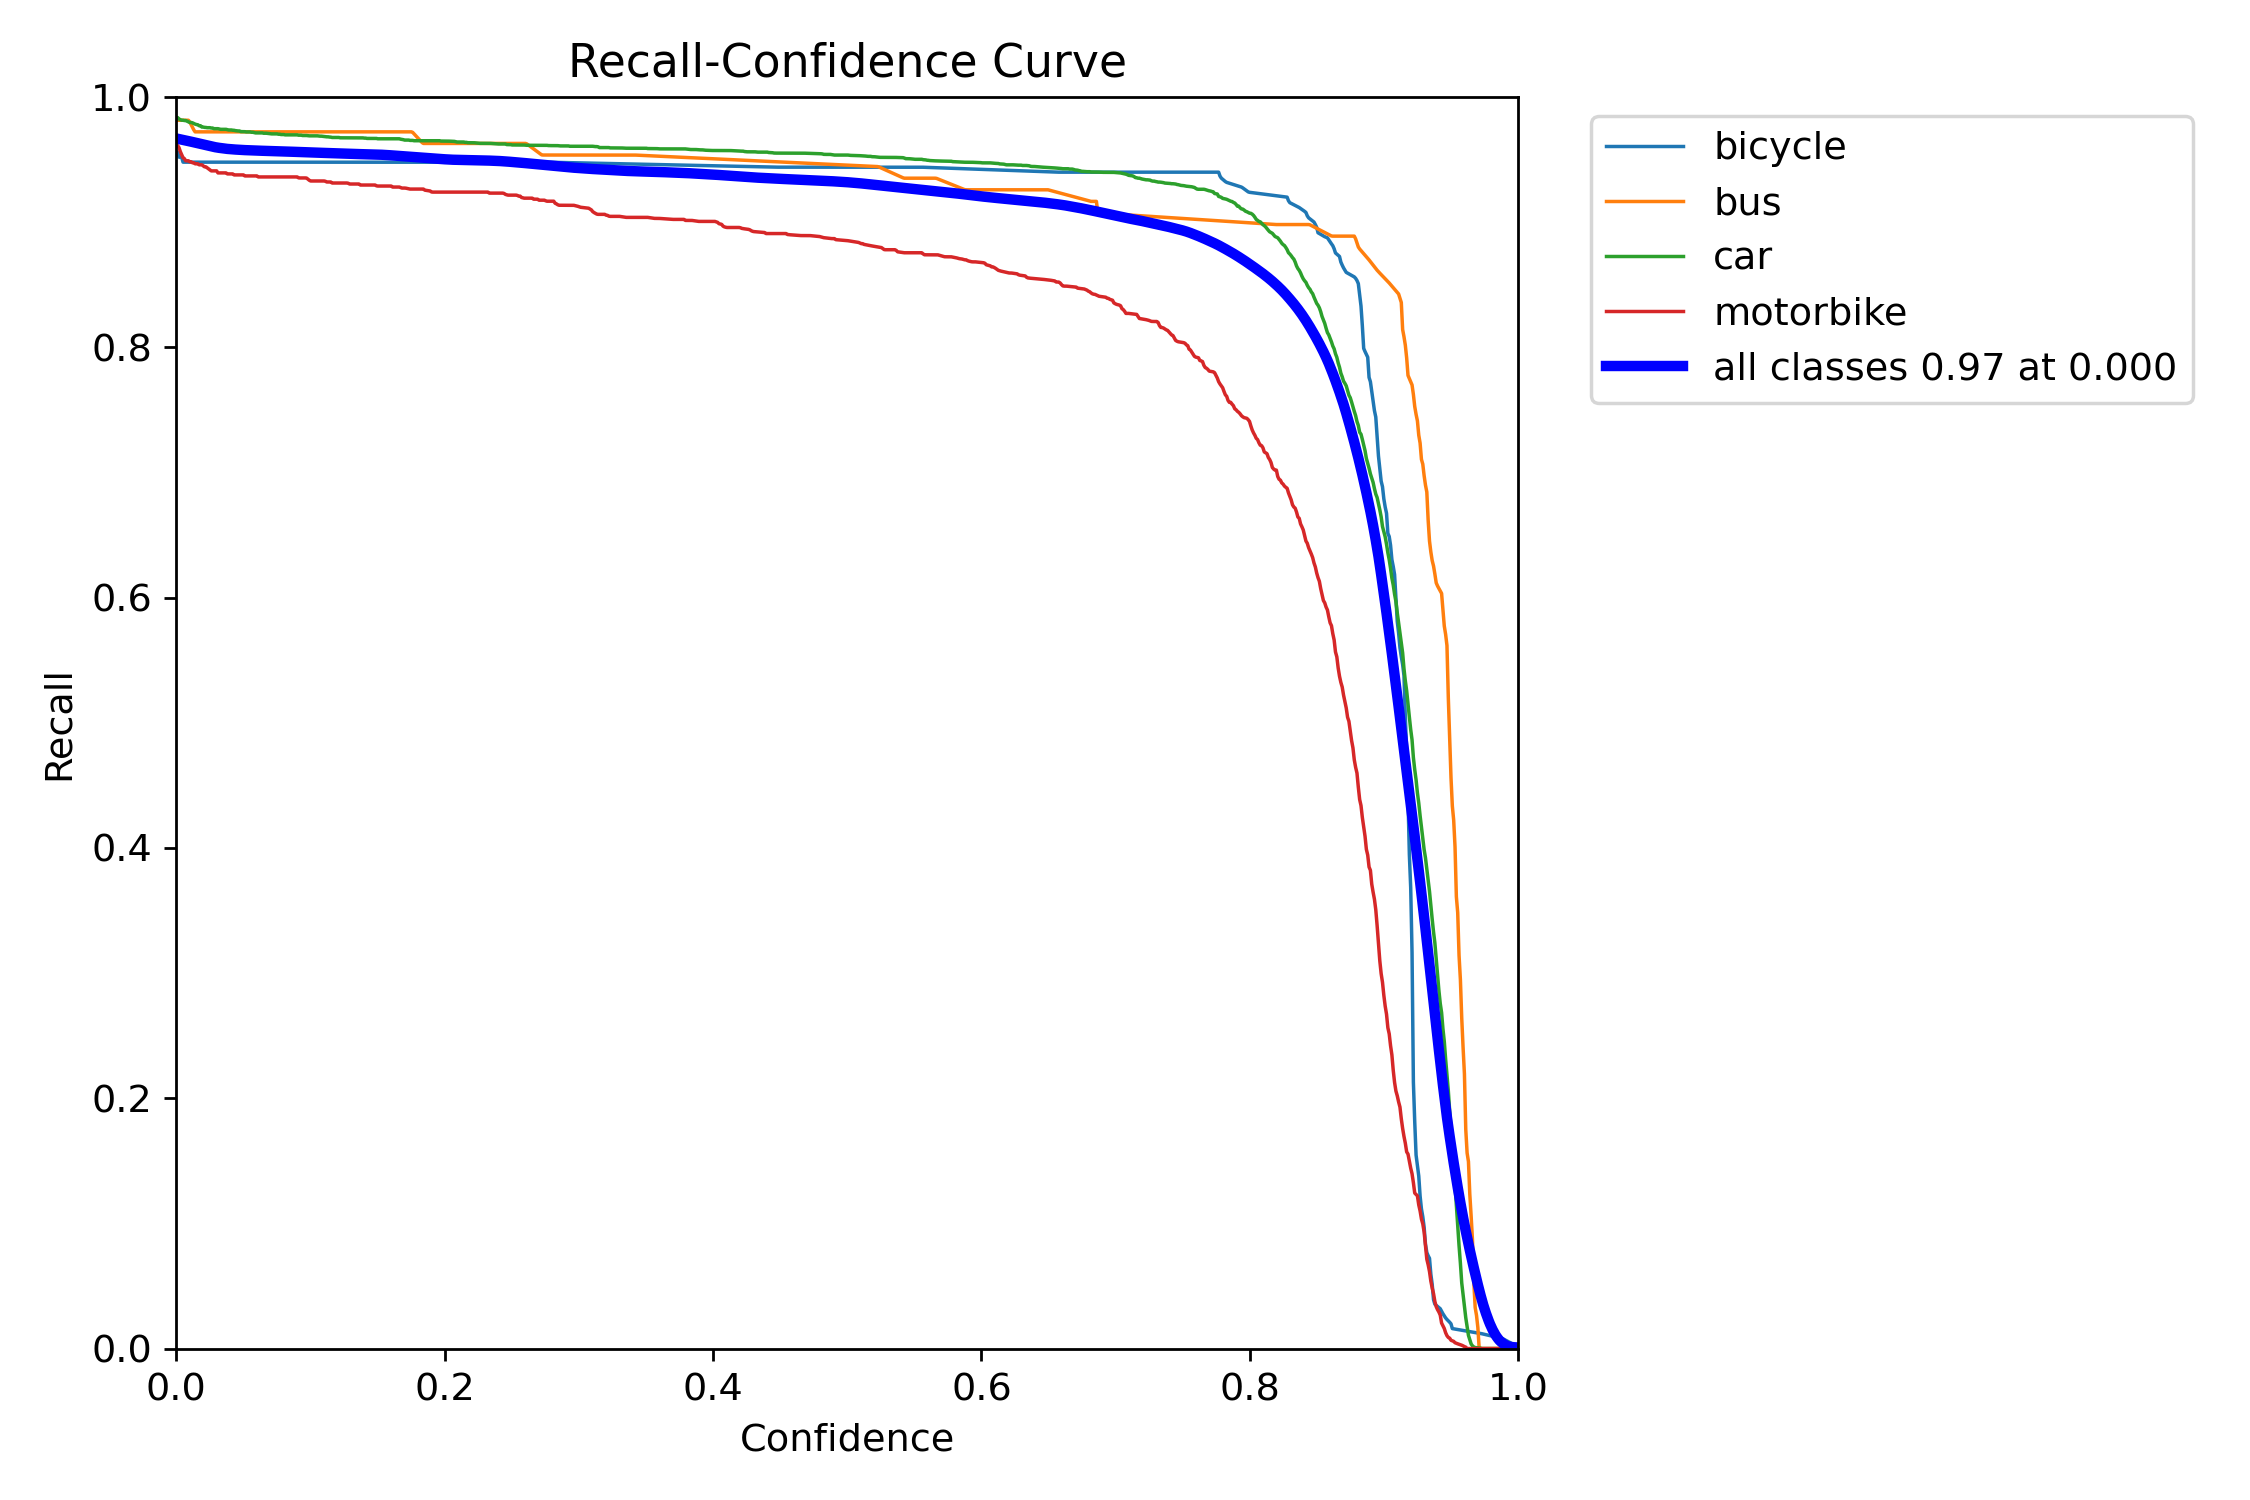 Recall-Confidence Curve
1.0
0.8
0.6
0.4
0.2
0.0
Recall
0.0 0.2 0.4 0.6 0.8 1.0
Confidence
bicycle
bus
car
motorbike
all classes 0.97 at 0.000